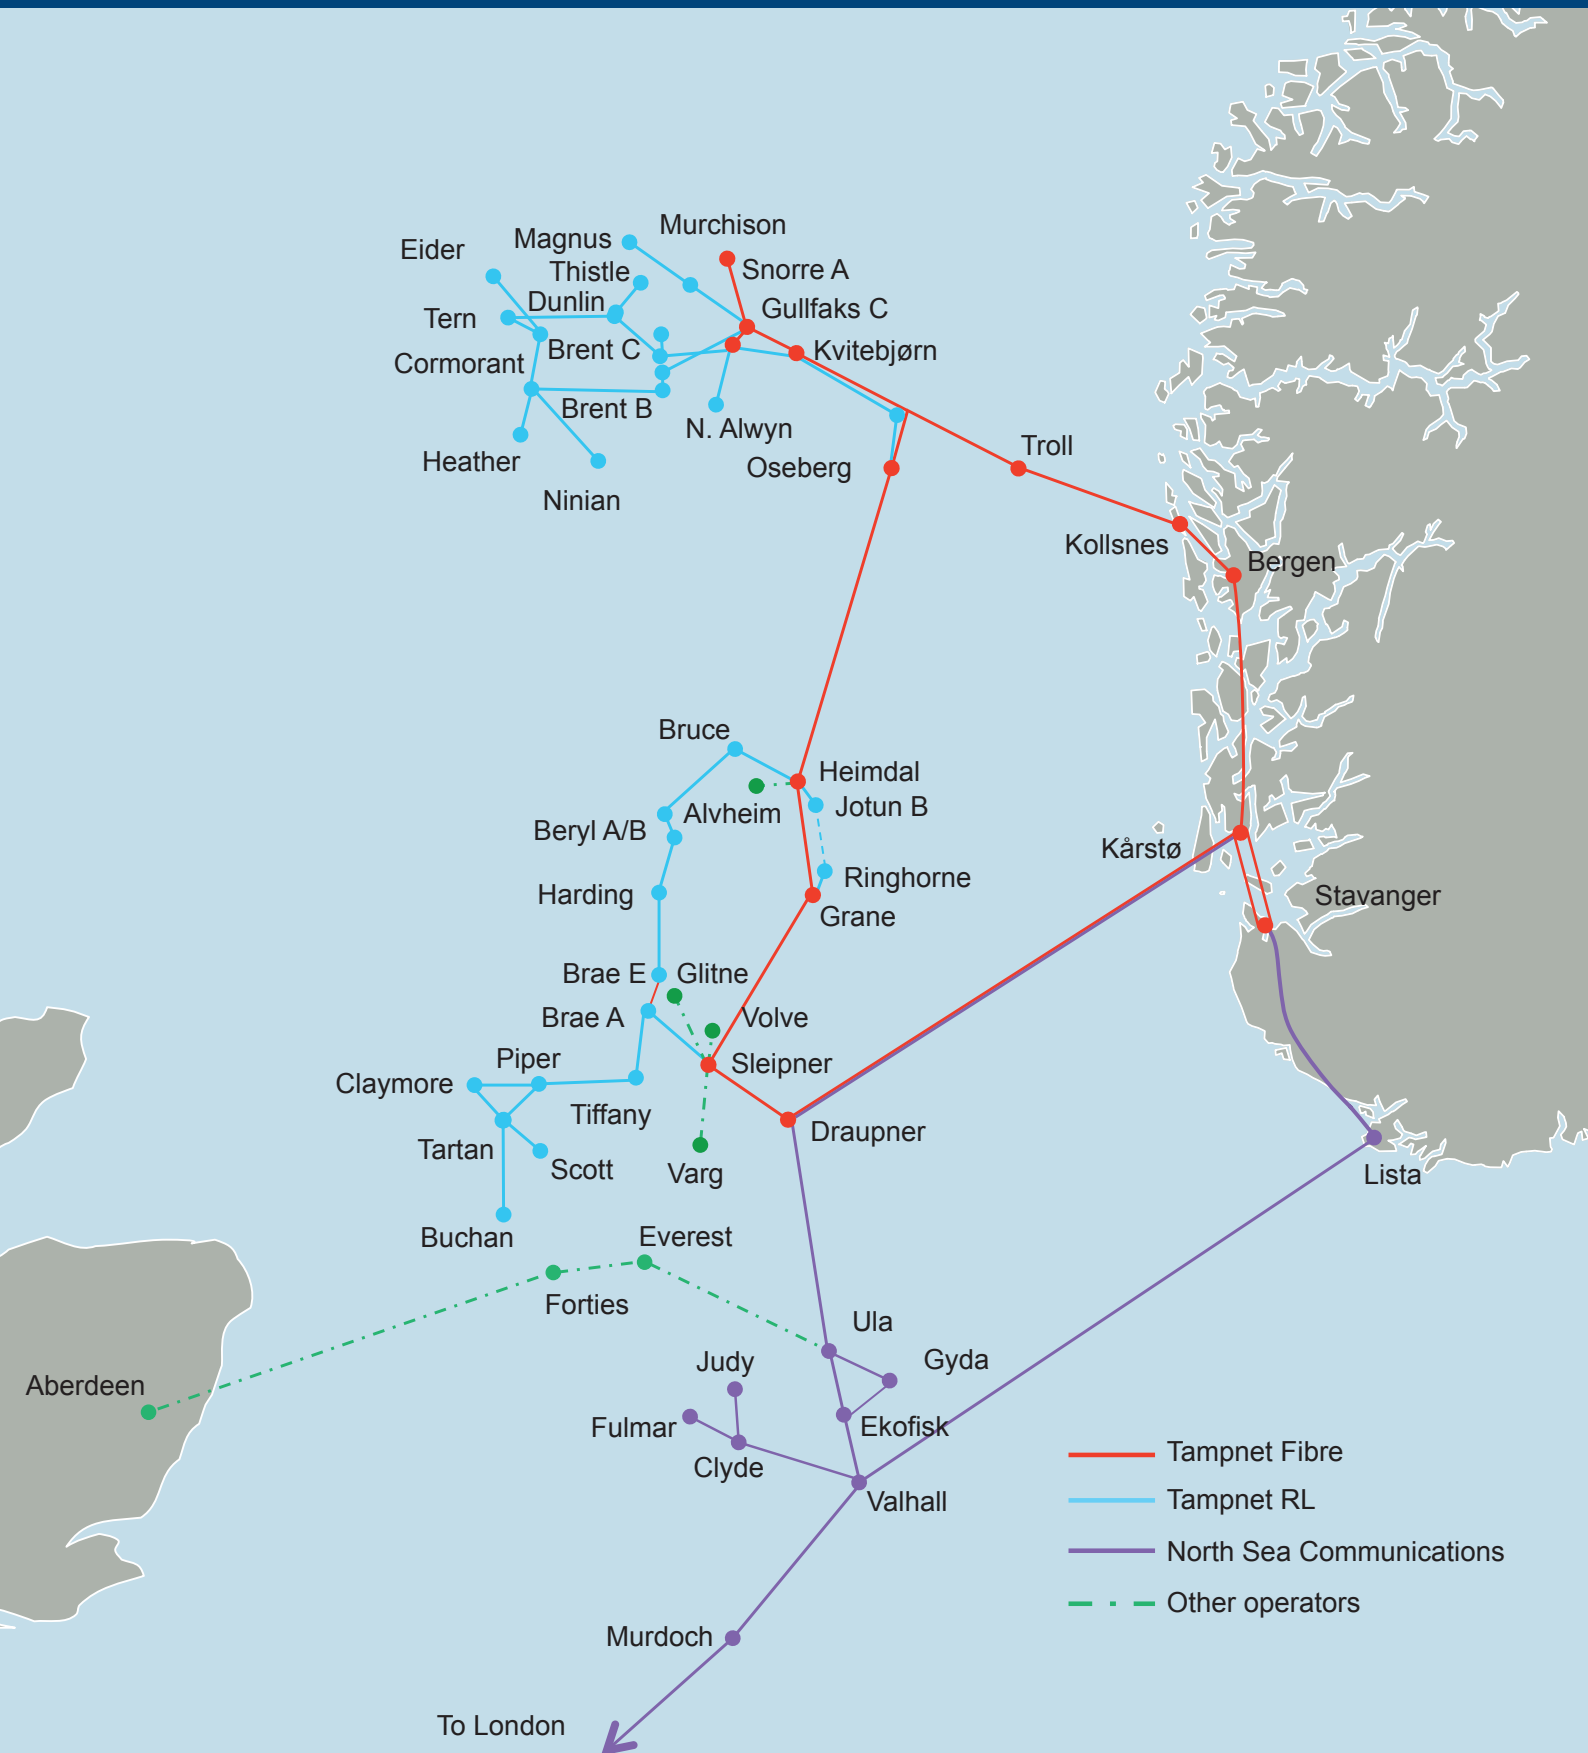 Murchison
Magnus
Eider
Thistle
Snorre A
Dunlin
Gullfaks C
Tern
Brent C
Kvitebjørn
Cormorant
Brent B
N. Alwyn
Troll
Heather
Oseberg
Ninian
Kollsnes
Bergen
Bruce
Heimdal
Jotun B
Alvheim
Beryl A/B
Kårstø
Ringhorne
Harding
Stavanger
Grane
Brae E
Glitne
Brae A
Volve
Piper
Sleipner
Claymore
Tiffany
Draupner
Tartan
Scott
Varg
Lista
Buchan
Everest
Forties
Ula
Gyda
Judy
Aberdeen
Fulmar
Ekofisk
Clyde
Valhall
Tampnet Fibre
Tampnet RL
North Sea Communications
Other operators
Murdoch
To London